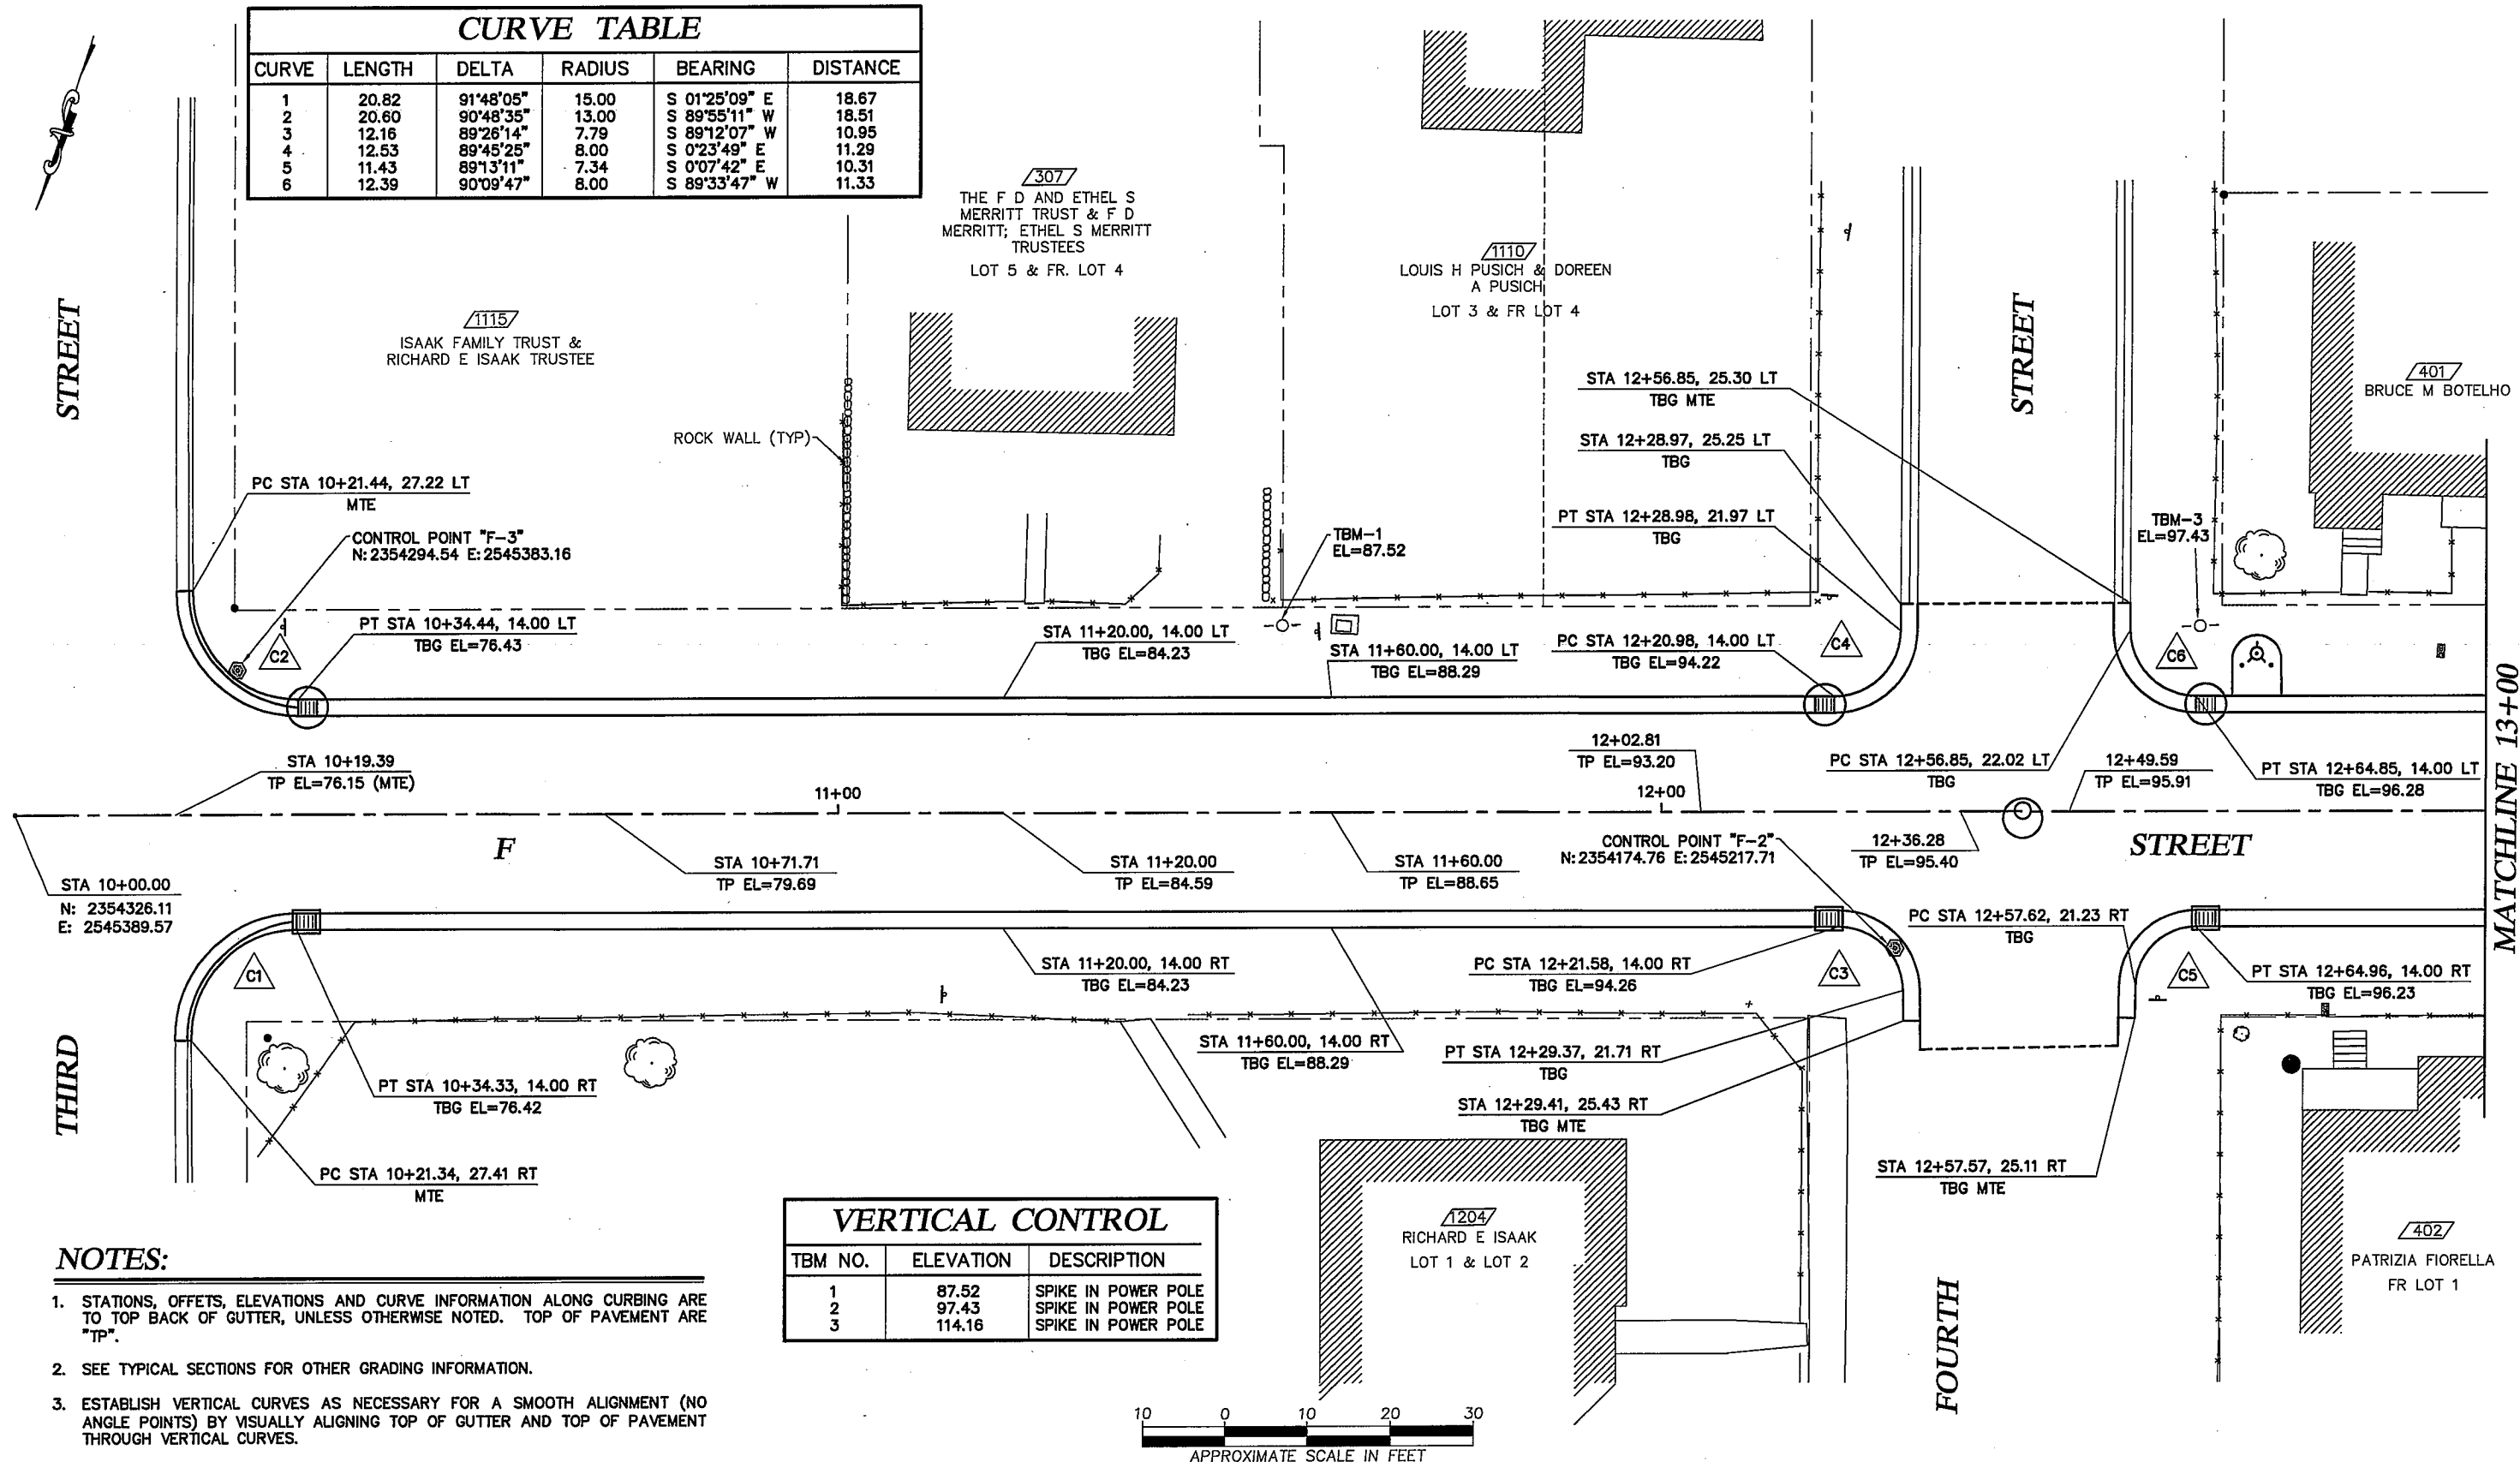 CURVE TABLE
CURVE LENGTH DELTA RADIUS BEARING DISTANCE
1 20.82 91°48'05" 15.00 S 01°25'09" E 18.67
2 20.60 90°48'35" 13.00 S 89°55'11" W 18.51
3 12.16 89°26'14" 7.79 S 89°12'07" W 10.95
4 12.53 89°45'25" 8.00 S 0°23'49" E 11.29
5 11.43 89°13'11" 7.34 S 0°07'42" E 10.31
6 12.39 90°09'47" 8.00 S 89°33'47" W 11.33
STREET
1115
ISAAK FAMILY TRUST &
RICHARD E ISAAK TRUSTEE
307
THE F D AND ETHEL S
MERRITT TRUST & F D
MERRITT; ETHEL S MERRITT
TRUSTEES
LOT 5 & FR. LOT 4
1110
LOUIS H PUSICH & DOREEN
A PUSICH
LOT 3 & FR LOT 4
STREET
401
BRUCE M BOTELHO
ROCK WALL (TYP)
STA 12+56.85, 25.30 LT
TBG MTE
STA 12+28.97, 25.25 LT
TBG
PT STA 12+28.98, 21.97 LT
TBG
PC STA 10+21.44, 27.22 LT
MTE
CONTROL POINT "F-3"
N: 2354294.54 E: 2545383.16
TBM-1
EL=87.52
TBM-3
EL=97.43
C2
PT STA 10+34.44, 14.00 LT
TBG EL=76.43
STA 11+20.00, 14.00 LT
TBG EL=84.23
STA 11+60.00, 14.00 LT
TBG EL=88.29
PC STA 12+20.98, 14.00 LT
TBG EL=94.22
C4
C6
STA 10+19.39
TP EL=76.15 (MTE)
11+00
12+00
12+02.81
TP EL=93.20
PC STA 12+56.85, 22.02 LT
TBG
12+49.59
TP EL=95.91
PT STA 12+64.85, 14.00 LT
TBG EL=96.28
MATCHLINE 13+00
F
STREET
STA 10+00.00
N: 2354326.11
E: 2545389.57
STA 10+71.71
TP EL=79.69
STA 11+20.00
TP EL=84.59
STA 11+60.00
TP EL=88.65
CONTROL POINT "F-2"
N: 2354174.76 E: 2545217.71
12+36.28
TP EL=95.40
C1
STA 11+20.00, 14.00 RT
TBG EL=84.23
PC STA 12+21.58, 14.00 RT
TBG EL=94.26
C3
PC STA 12+57.62, 21.23 RT
TBG
C5
PT STA 12+64.96, 14.00 RT
TBG EL=96.23
THIRD
STA 11+60.00, 14.00 RT
TBG EL=88.29
PT STA 12+29.37, 21.71 RT
TBG
PT STA 10+34.33, 14.00 RT
TBG EL=76.42
STA 12+29.41, 25.43 RT
TBG MTE
STA 12+57.57, 25.11 RT
TBG MTE
PC STA 10+21.34, 27.41 RT
MTE
VERTICAL CONTROL
TBM NO. ELEVATION DESCRIPTION
1 87.52 SPIKE IN POWER POLE
2 97.43 SPIKE IN POWER POLE
3 114.16 SPIKE IN POWER POLE
1204
RICHARD E ISAAK
LOT 1 & LOT 2
402
PATRIZIA FIORELLA
FR LOT 1
FOURTH
NOTES:
1. STATIONS, OFFETS, ELEVATIONS AND CURVE INFORMATION ALONG CURBING ARE
TO TOP BACK OF GUTTER, UNLESS OTHERWISE NOTED. TOP OF PAVEMENT ARE
"TP".
2. SEE TYPICAL SECTIONS FOR OTHER GRADING INFORMATION.
3. ESTABLISH VERTICAL CURVES AS NECESSARY FOR A SMOOTH ALIGNMENT (NO
ANGLE POINTS) BY VISUALLY ALIGNING TOP OF GUTTER AND TOP OF PAVEMENT
THROUGH VERTICAL CURVES.
10 0 10 20 30
APPROXIMATE SCALE IN FEET